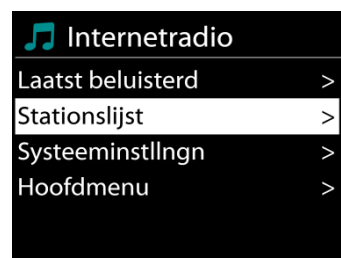 Internetradio
Laatst beluisterd >
Stationslijst >
Systeeminstllngn >
Hoofdmenu >